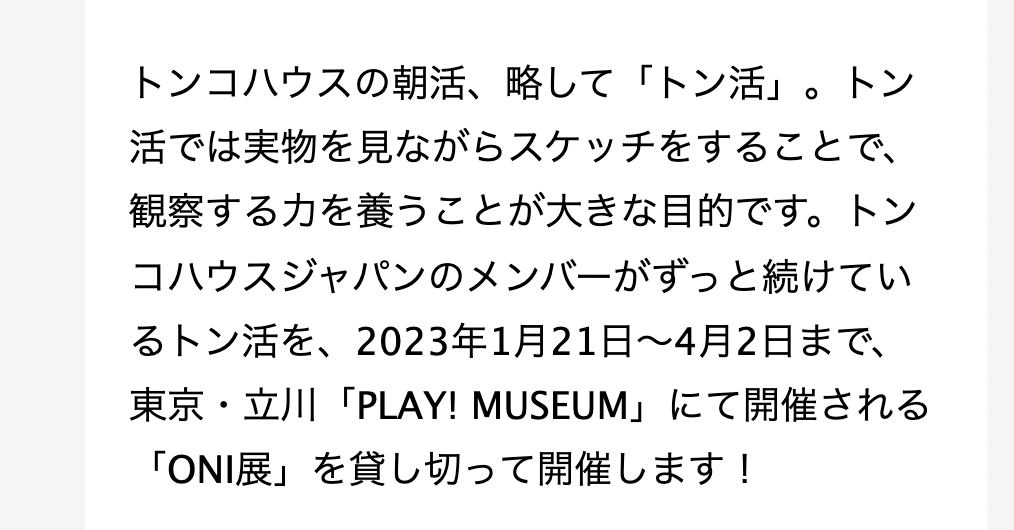 トンコハウスの朝活、略して「トン活」。トン
活では実物を見ながらスケッチをすることで、
観察する力を養うことが大きな目的です。トン
コハウスジャパンのメンバーがずっと続けてい
るトン活を、2023年1月21日〜4月2日まで、
東京・立川「PLAY! MUSEUM」にて開催される
「ONI展」を貸し切って開催します！